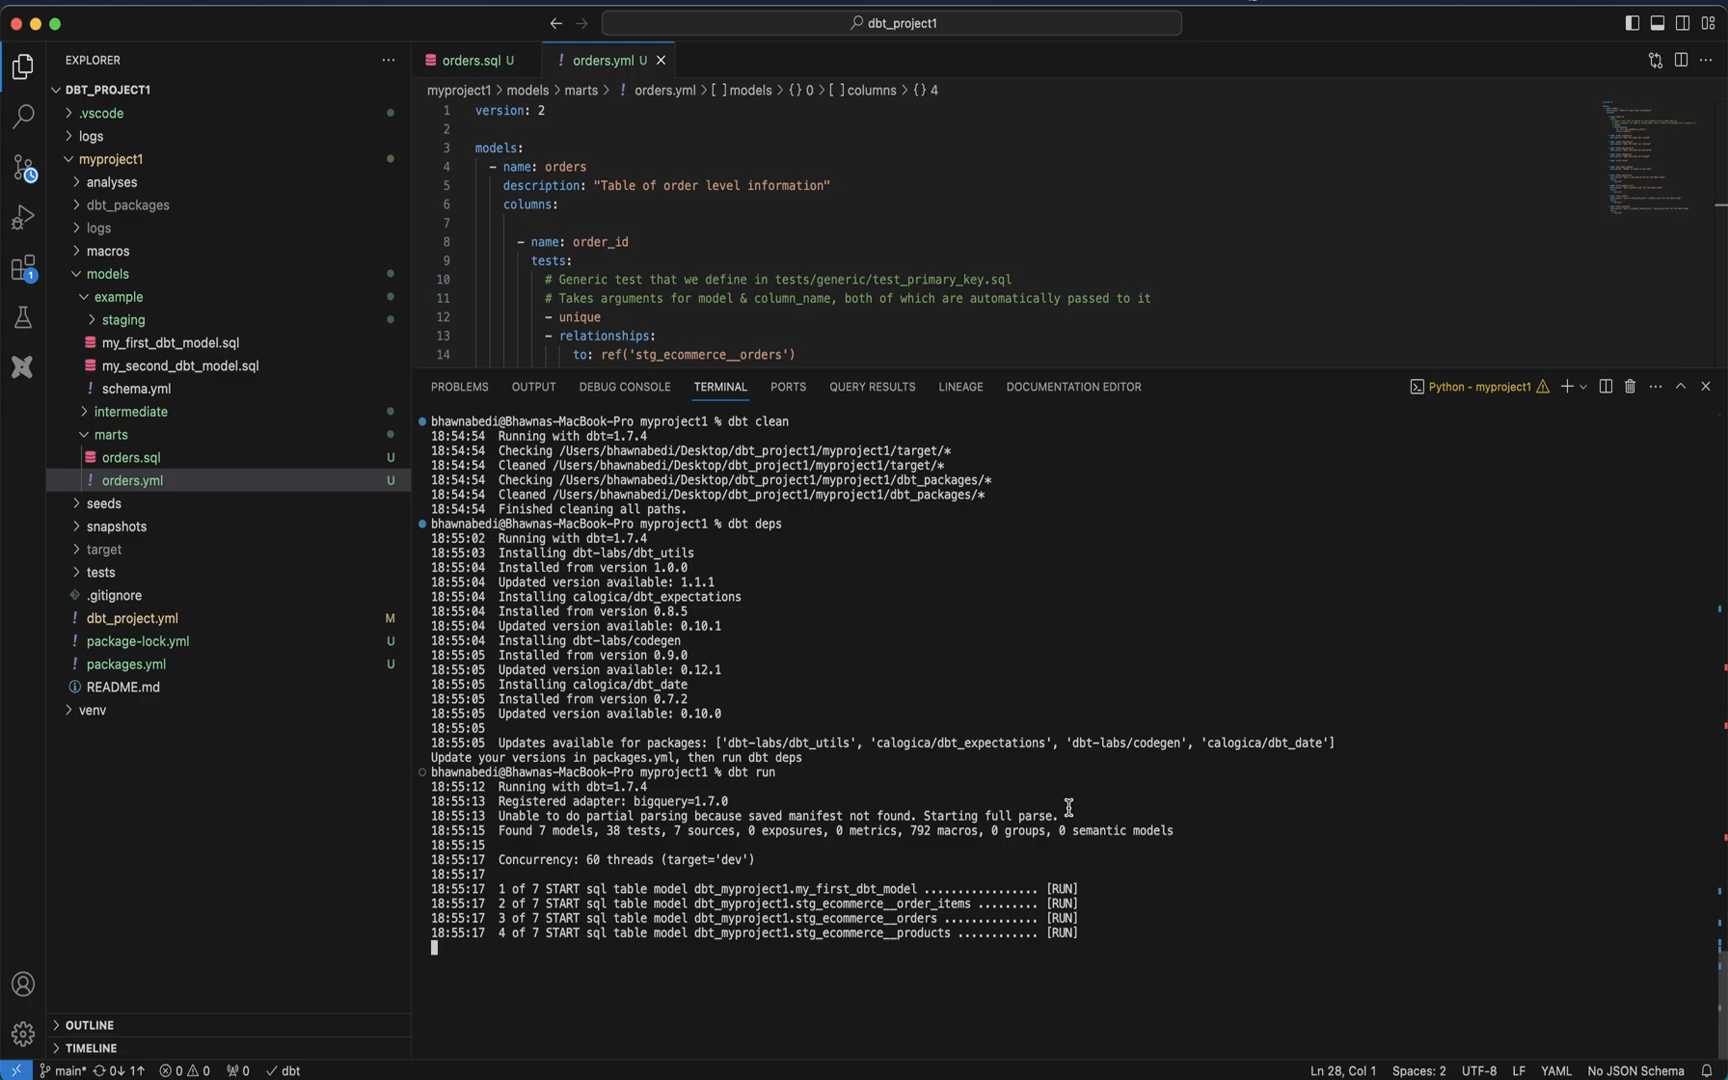 dbt_project1
EXPLORER
DBT_PROJECT1
.vscode
logs
myproject1
analyses
dbt_packages
logs
macros
models
example
staging
my_first_dbt_model.sql
my_second_dbt_model.sql
schema.yml
intermediate
marts
orders.sql U
orders.yml U
seeds
snapshots
target
tests
.gitignore
dbt_project.yml M
package-lock.yml U
packages.yml U
README.md
venv
OUTLINE
TIMELINE
1
orders.sql U
orders.yml U
myproject1 > models > marts > ! orders.yml > [ ] models > {} 0 > [ ] columns > {} 4
1 version: 2
2
3 models:
4 - name: orders
5 description: "Table of order level information"
6 columns:
7
8 - name: order_id
9 tests:
10 # Generic test that we define in tests/generic/test_primary_key.sql
11 # Takes arguments for model & column_name, both of which are automatically passed to it
12 - unique
13 - relationships:
14 to: ref('stg_ecommerce__orders')
PROBLEMS OUTPUT DEBUG CONSOLE TERMINAL PORTS QUERY RESULTS LINEAGE DOCUMENTATION EDITOR
Python - myproject1
bhawnabedi@Bhawnas-MacBook-Pro myproject1 % dbt clean
18:54:54 Running with dbt=1.7.4
18:54:54 Checking /Users/bhawnabedi/Desktop/dbt_project1/myproject1/target/*
18:54:54 Cleaned /Users/bhawnabedi/Desktop/dbt_project1/myproject1/target/*
18:54:54 Checking /Users/bhawnabedi/Desktop/dbt_project1/myproject1/dbt_packages/*
18:54:54 Cleaned /Users/bhawnabedi/Desktop/dbt_project1/myproject1/dbt_packages/*
18:54:54 Finished cleaning all paths.
bhawnabedi@Bhawnas-MacBook-Pro myproject1 % dbt deps
18:55:02 Running with dbt=1.7.4
18:55:03 Installing dbt-labs/dbt_utils
18:55:04 Installed from version 1.0.0
18:55:04 Updated version available: 1.1.1
18:55:04 Installing calogica/dbt_expectations
18:55:04 Installed from version 0.8.5
18:55:04 Updated version available: 0.10.1
18:55:04 Installing dbt-labs/codegen
18:55:05 Installed from version 0.9.0
18:55:05 Updated version available: 0.12.1
18:55:05 Installing calogica/dbt_date
18:55:05 Installed from version 0.7.2
18:55:05 Updated version available: 0.10.0
18:55:05
18:55:05 Updates available for packages: ['dbt-labs/dbt_utils', 'calogica/dbt_expectations', 'dbt-labs/codegen', 'calogica/dbt_date']
Update your versions in packages.yml, then run dbt deps
bhawnabedi@Bhawnas-MacBook-Pro myproject1 % dbt run
18:55:12 Running with dbt=1.7.4
18:55:13 Registered adapter: bigquery=1.7.0
18:55:13 Unable to do partial parsing because saved manifest not found. Starting full parse.
18:55:15 Found 7 models, 38 tests, 7 sources, 0 exposures, 0 metrics, 792 macros, 0 groups, 0 semantic models
18:55:15
18:55:17 Concurrency: 60 threads (target='dev')
18:55:17
18:55:17 1 of 7 START sql table model dbt_myproject1.my_first_dbt_model ................. [RUN]
18:55:17 2 of 7 START sql table model dbt_myproject1.stg_ecommerce__order_items ......... [RUN]
18:55:17 3 of 7 START sql table model dbt_myproject1.stg_ecommerce__orders .............. [RUN]
18:55:17 4 of 7 START sql table model dbt_myproject1.stg_ecommerce__products ............ [RUN]
main* 0↓ 1↑ 0 0 0 dbt
Ln 28, Col 1 Spaces: 2 UTF-8 LF YAML No JSON Schema